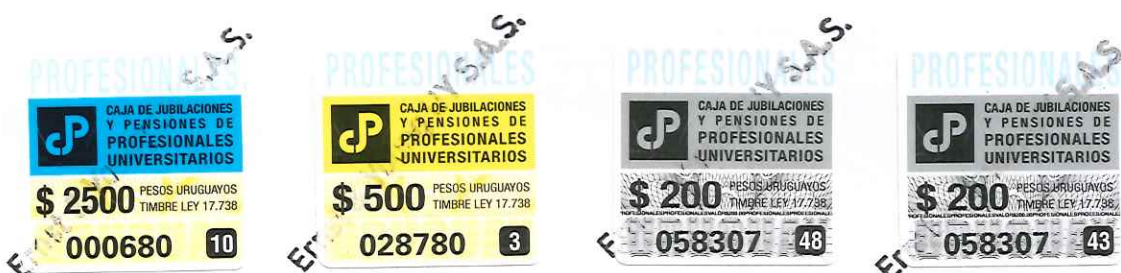 PROFESIONALES
CAJA DE JUBILACIONES
Y PENSIONES DE
PROFESIONALES
UNIVERSITARIOS
$ 2500 PESOS URUGUAYOS
TIMBRE LEY 17.738
000680 10
PROFESIONALES
CAJA DE JUBILACIONES
Y PENSIONES DE
PROFESIONALES
UNIVERSITARIOS
$ 500 PESOS URUGUAYOS
TIMBRE LEY 17.738
028780 3
PROFESIONALES
CAJA DE JUBILACIONES
Y PENSIONES DE
PROFESIONALES
UNIVERSITARIOS
$ 200 PESOS URUGUAYOS
TIMBRE LEY 17.738
058307 48
PROFESIONALES
CAJA DE JUBILACIONES
Y PENSIONES DE
PROFESIONALES
UNIVERSITARIOS
$ 200 PESOS URUGUAYOS
TIMBRE LEY 17.738
058307 43
S.A.S.
S.A.S.
S.A.S.
S.A.S